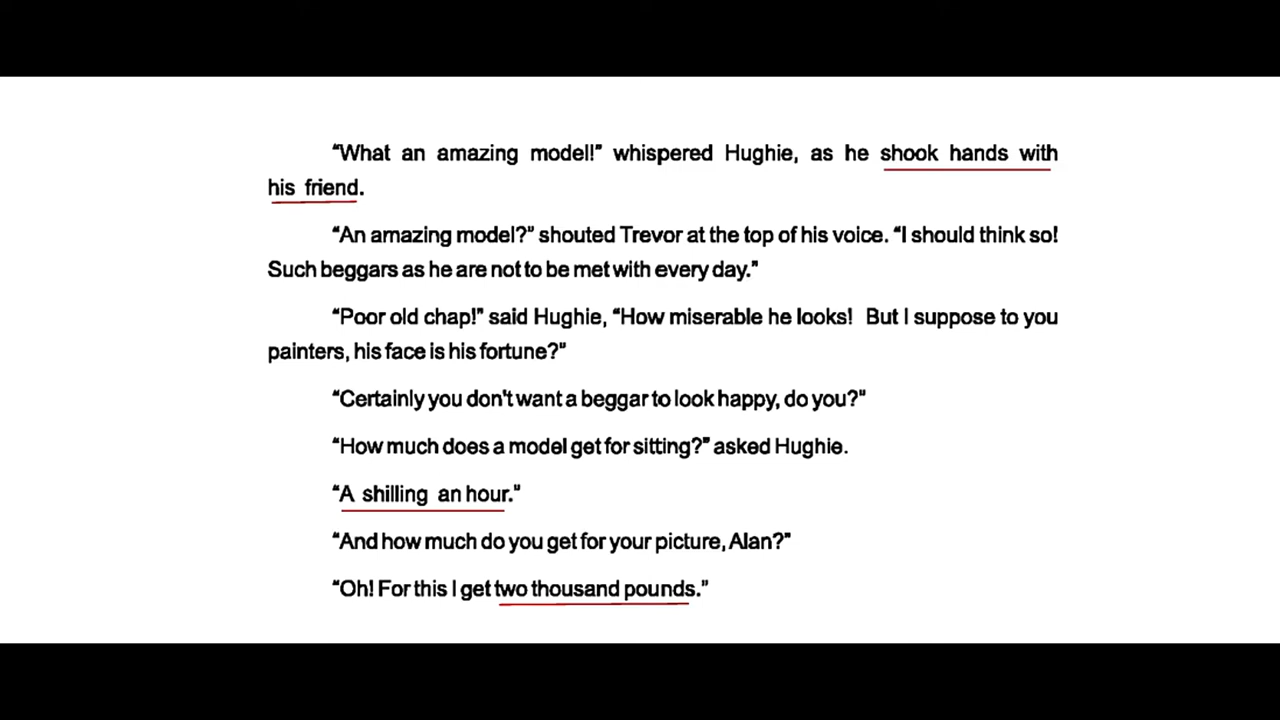 “What an amazing model!” whispered Hughie, as he shook hands with
his friend.
“An amazing model?” shouted Trevor at the top of his voice. “I should think so!
Such beggars as he are not to be met with every day.”
“Poor old chap!” said Hughie, “How miserable he looks! But I suppose to you
painters, his face is his fortune?”
“Certainly you don't want a beggar to look happy, do you?”
“How much does a model get for sitting?” asked Hughie.
“A shilling an hour.”
“And how much do you get for your picture, Alan?”
“Oh! For this I get two thousand pounds.”